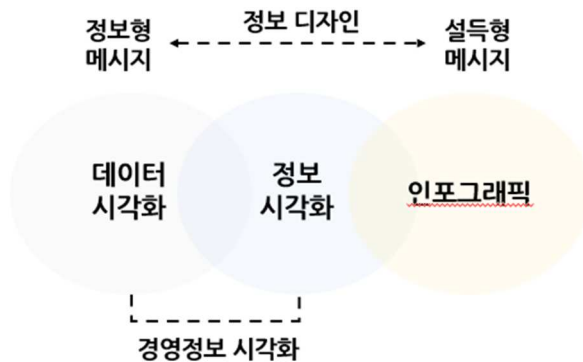 정보 디자인
정보형
메시지
설득형
메시지
데이터
시각화
정보
시각화
인포그래픽
경영정보 시각화